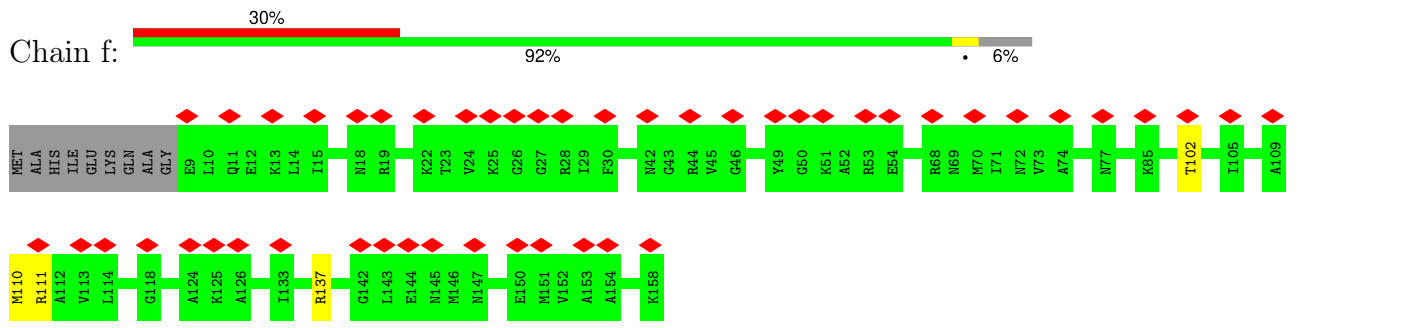 30%
Chain f:
92% • 6%
MET ALA HIS ILE GLU LYS GLN ALA GLY E9 L10 Q11 E12 K13 L14 I15 N18 R19 K22 T23 V24 K25 G26 G27 R28 I29 F30 N42 G43 R44 V45 G46 Y49 G50 K51 A52 R53 E54 R68 N69 M70 I71 N72 V73 A74 N77 K85 T102 I105 A109
M110 R111 A112 V113 L114 G118 A124 K125 A126 I133 R137 G142 L143 E144 N145 M146 N147 E150 M151 V152 A153 A154 K158